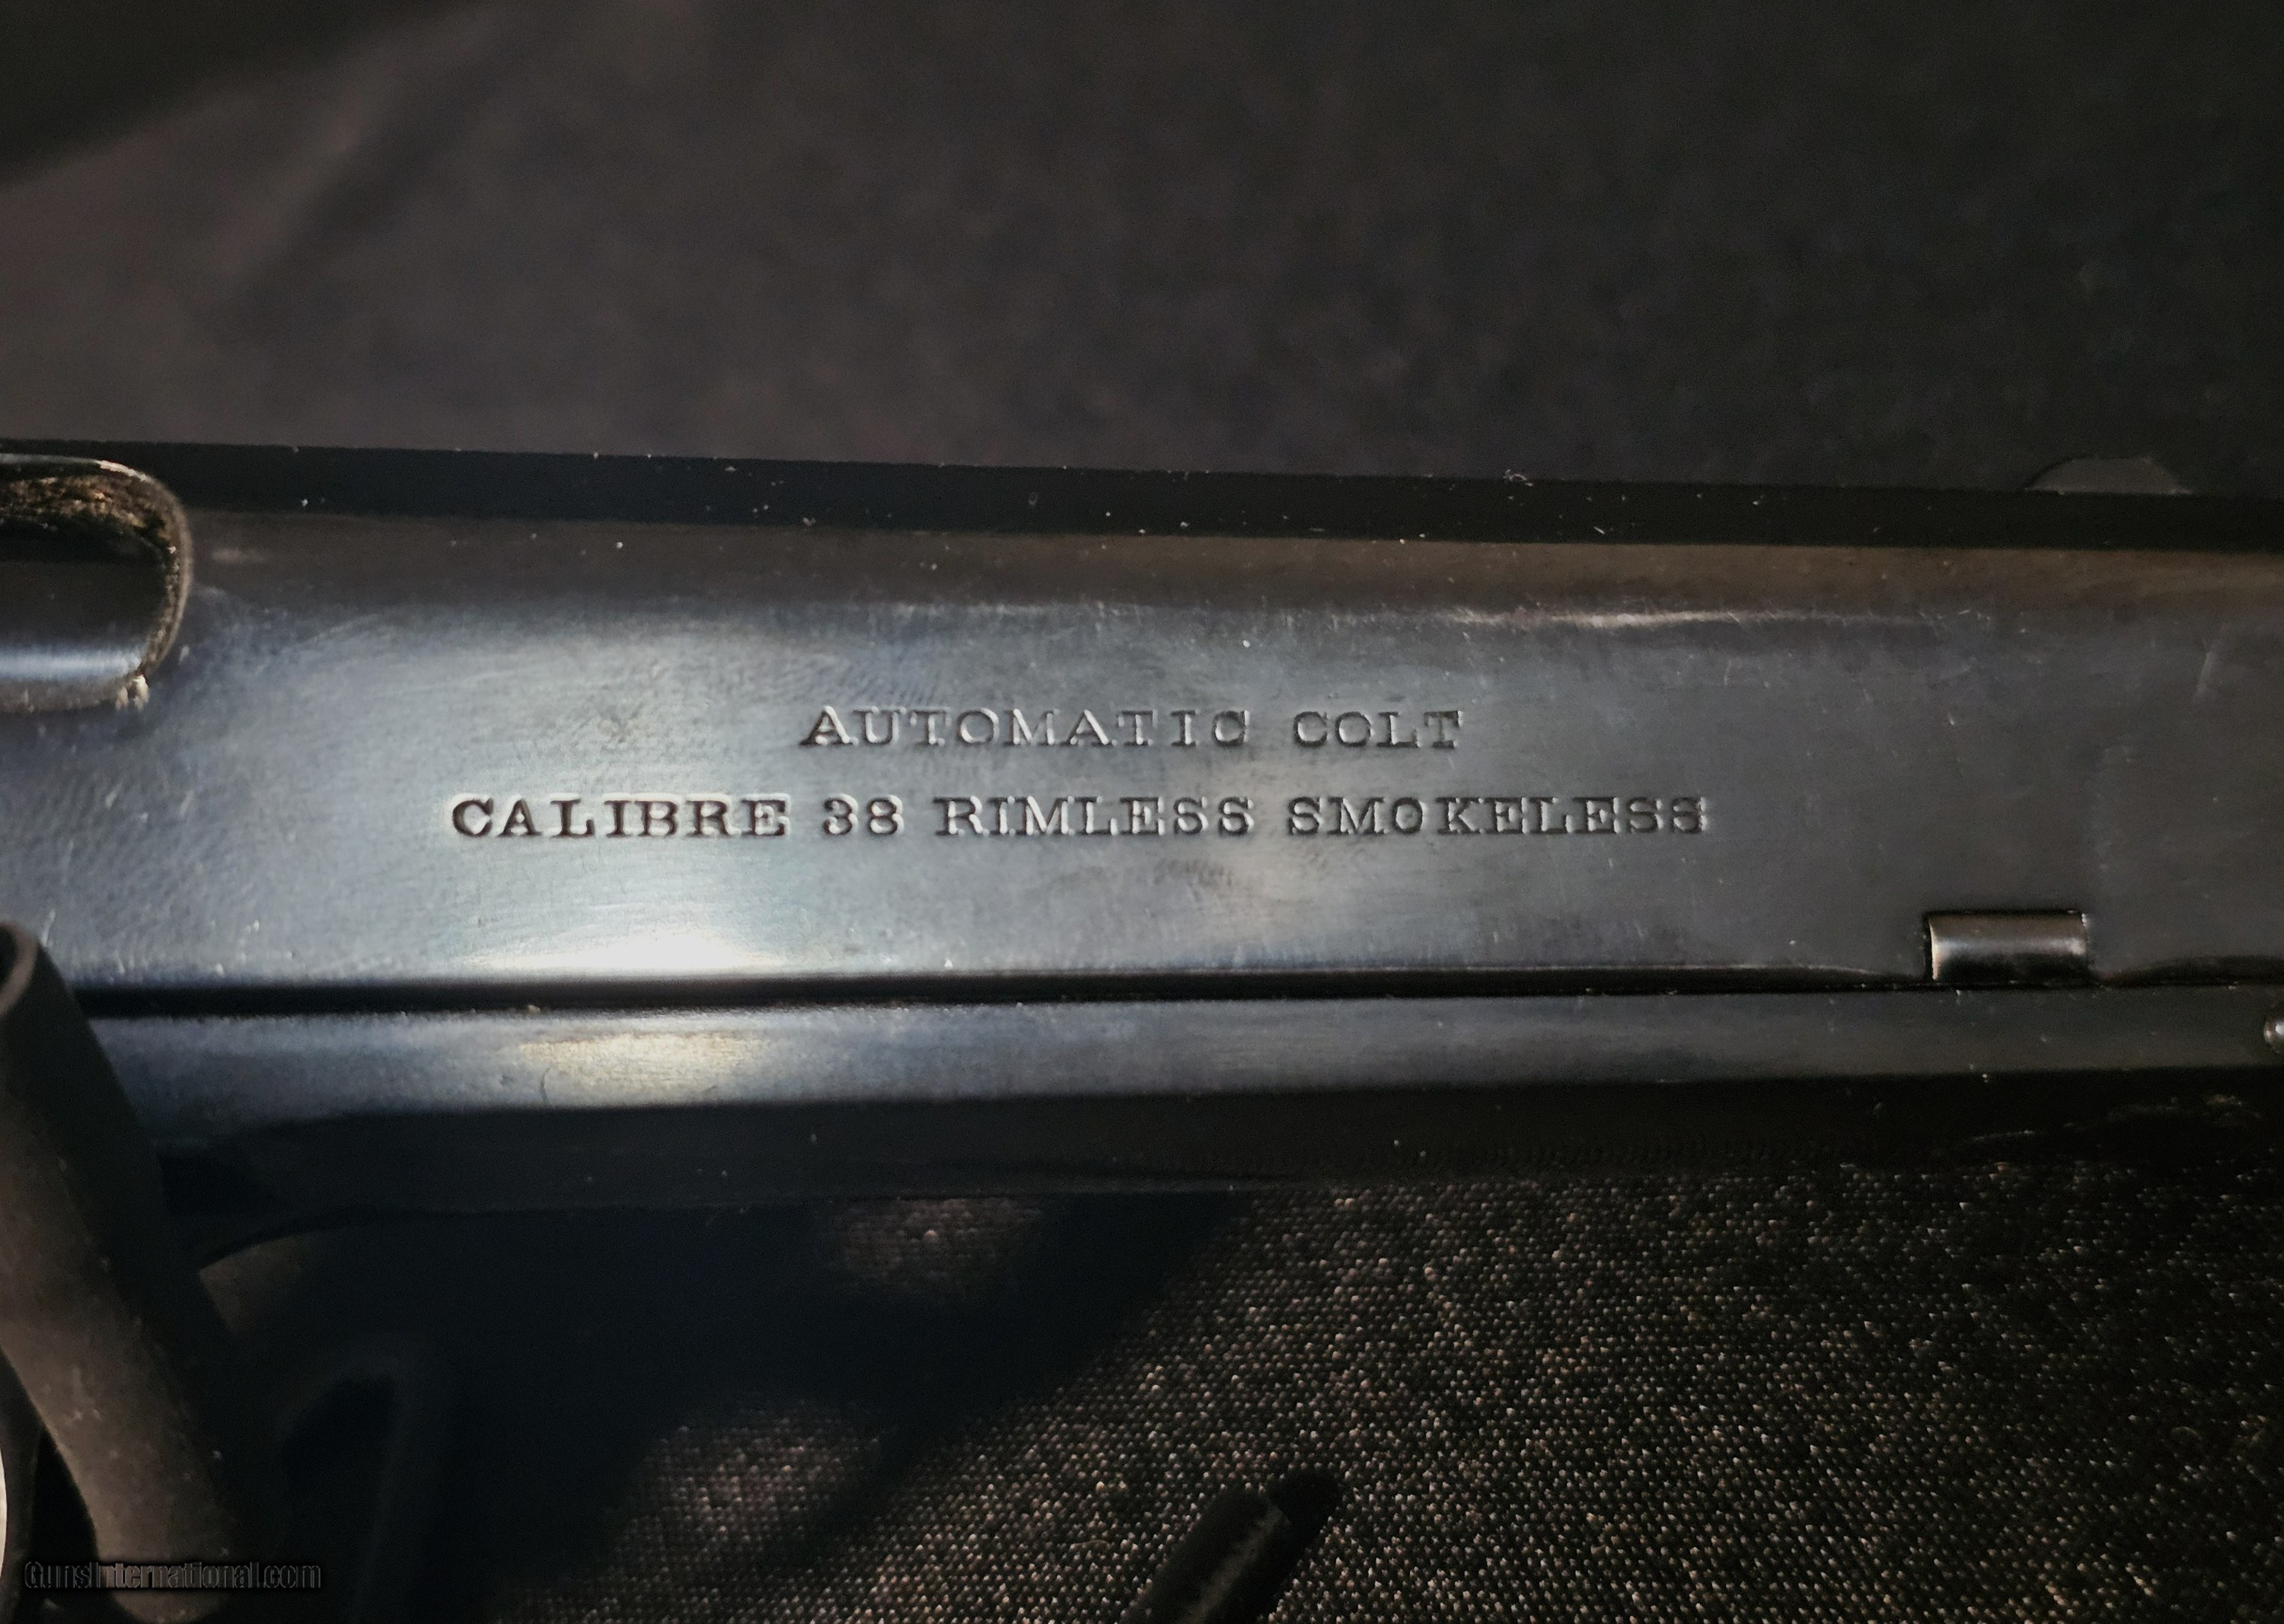 AUTOMATIC COLT
CALIBRE 38 RIMLESS SMOKELESS
GunsInternational.com